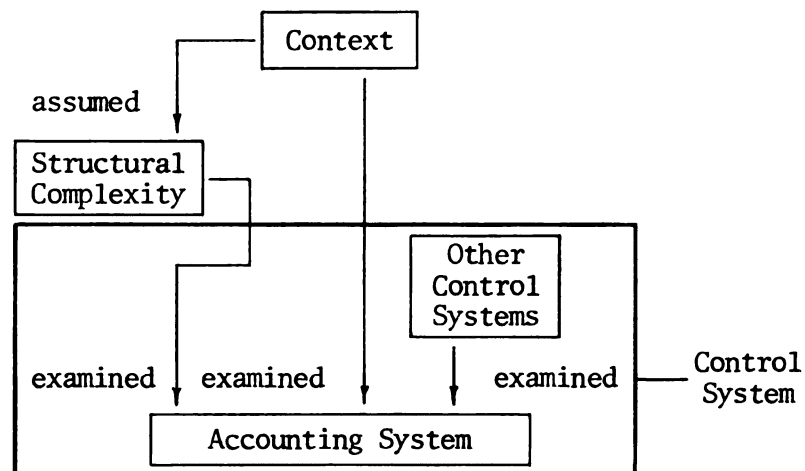 Context
assumed
Structural
Complexity
Other
Control
Systems
examined
examined
examined
Control
System
Accounting System